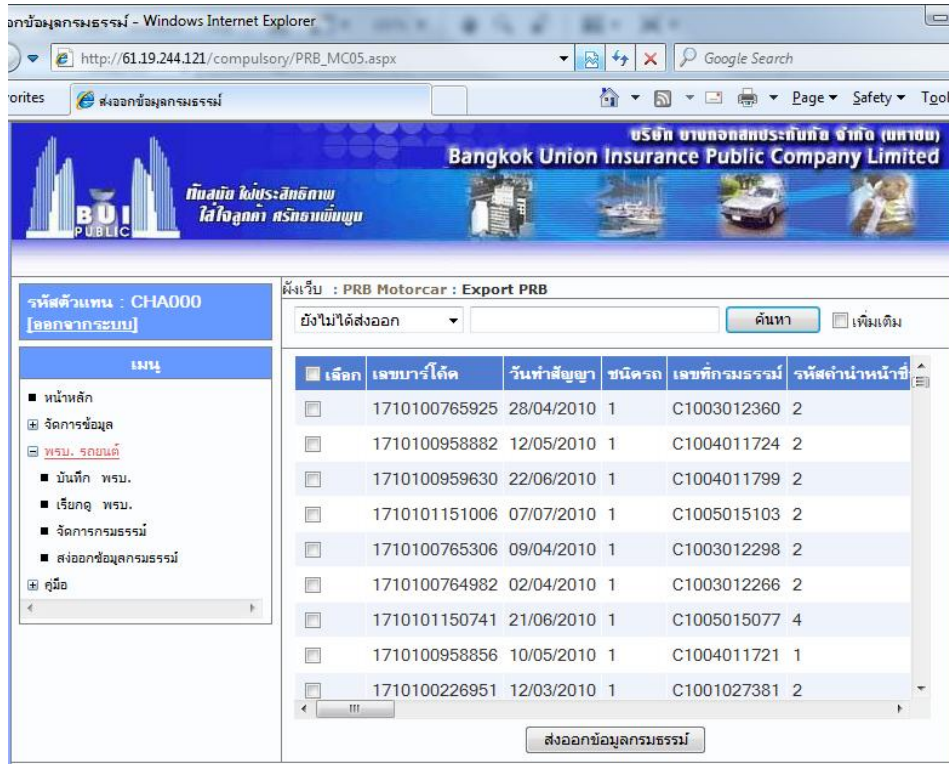 อกข้อมูลกรมธรรม์ - Windows Internet Explorer
http://61.19.244.121/compulsory/PRB_MC05.aspx
Google Search
orites
ส่งออกข้อมูลกรมธรรม์
Page
Safety
Tool
บริษัท บางกอกสหประกันภัย จำกัด (มหาชน)
Bangkok Union Insurance Public Company Limited
BUI
PUBLIC
ทันสมัย ใฝ่ประสิทธิภาพ
ใส่ใจลูกค้า ศรัทธาเพิ่มพูน
รหัสตัวแทน : CHA000
[ออกจากระบบ]
เมนู
หน้าหลัก
จัดการข้อมูล
พรบ. รถยนต์
บันทึก พรบ.
เรียกดู พรบ.
จัดการกรมธรรม์
ส่งออกข้อมูลกรมธรรม์
คู่มือ
ผังเว็บ : PRB Motorcar : Export PRB
ยังไม่ได้ส่งออก
ค้นหา
เพิ่มเติม
เลือก เลขบาร์โค้ด วันทำสัญญา ชนิดรถ เลขที่กรมธรรม์ รหัสคำนำหน้าชื่
1710100765925 28/04/2010 1 C1003012360 2
1710100958882 12/05/2010 1 C1004011724 2
1710100959630 22/06/2010 1 C1004011799 2
1710101151006 07/07/2010 1 C1005015103 2
1710100765306 09/04/2010 1 C1003012298 2
1710100764982 02/04/2010 1 C1003012266 2
1710101150741 21/06/2010 1 C1005015077 4
1710100958856 10/05/2010 1 C1004011721 1
1710100226951 12/03/2010 1 C1001027381 2
ส่งออกข้อมูลกรมธรรม์